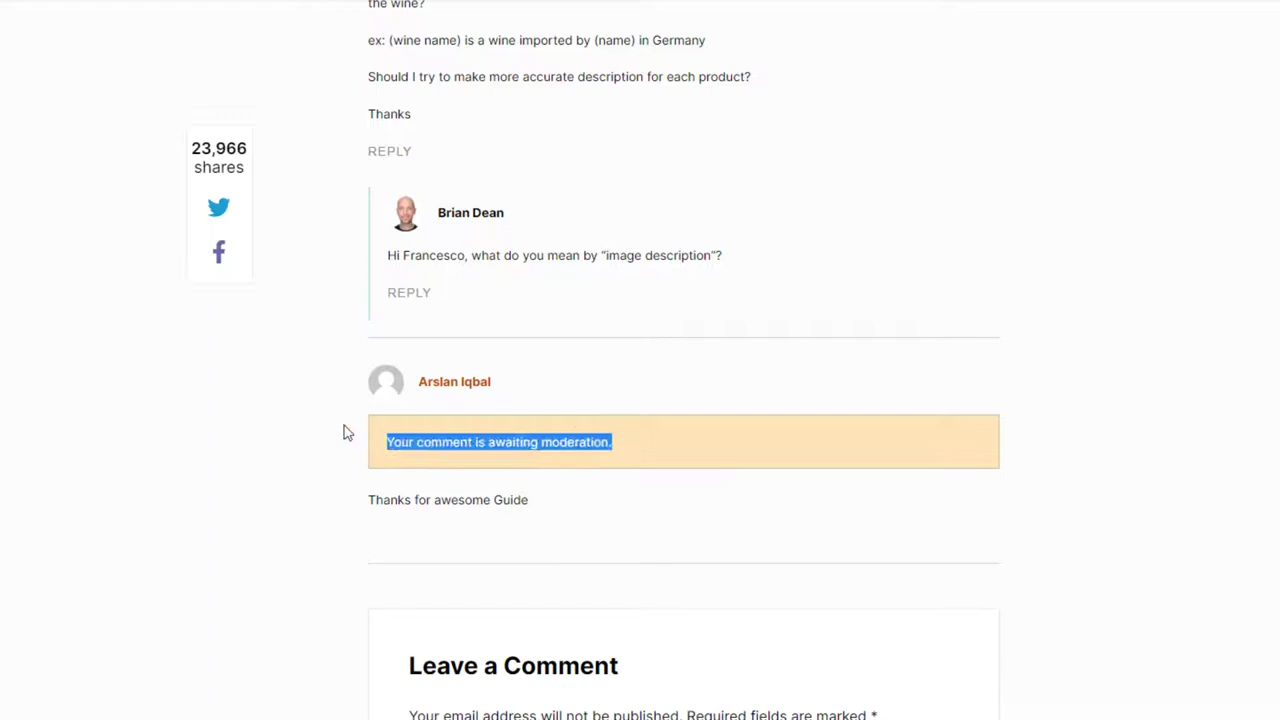 the wine?
ex: (wine name) is a wine imported by (name) in Germany
Should I try to make more accurate description for each product?
Thanks
REPLY
23,966
shares
Brian Dean
Hi Francesco, what do you mean by “image description”?
REPLY
Arslan Iqbal
Your comment is awaiting moderation.
Thanks for awesome Guide
Leave a Comment
Your email address will not be published. Required fields are marked *